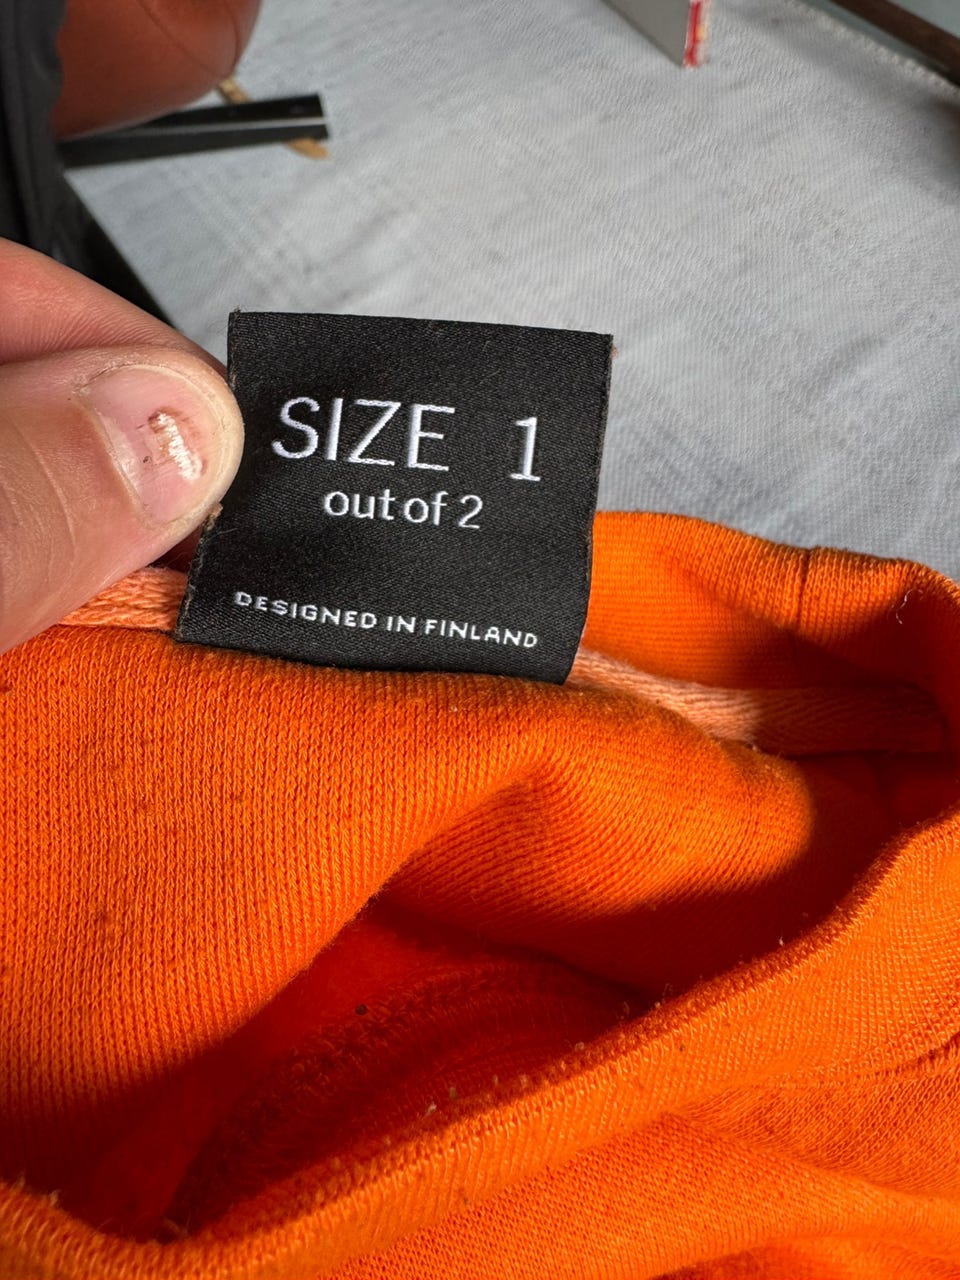 SIZE 1
out of 2
DESIGNED IN FINLAND